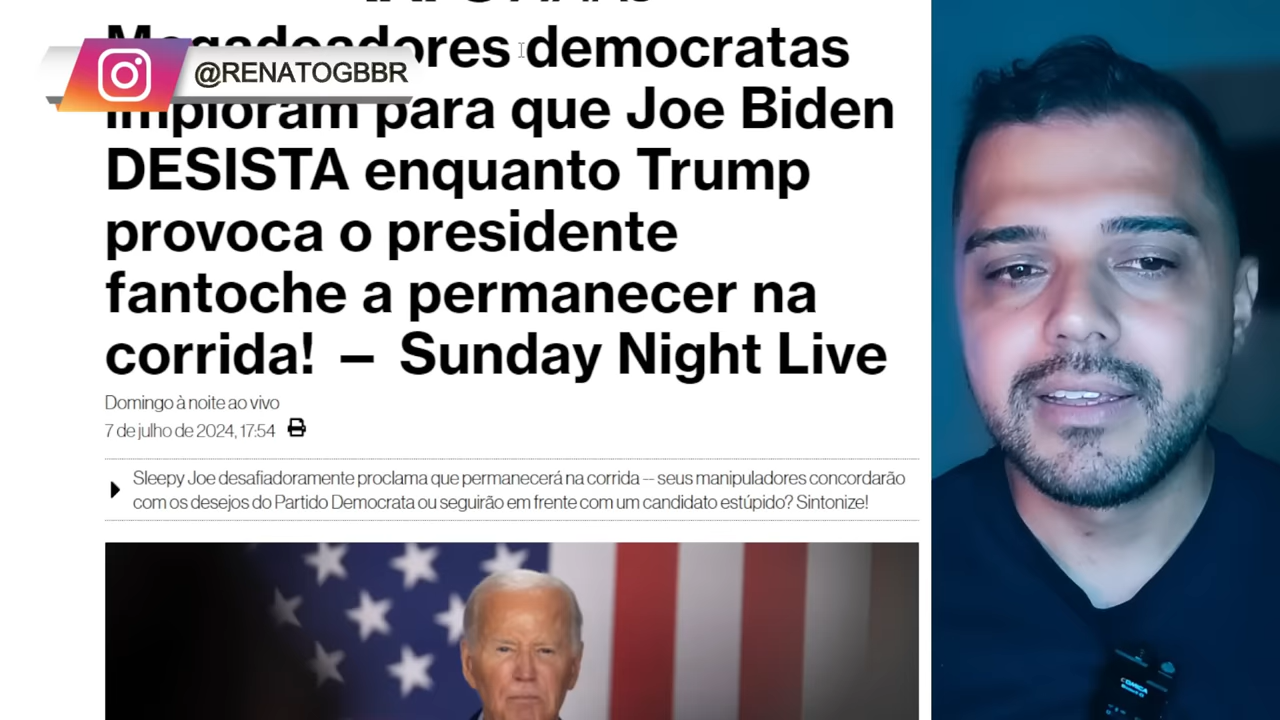 @RENATOGBBR
democratas
para que Joe Biden
DESISTA enquanto Trump
provoca o presidente
fantoche a permanecer na
corrida! — Sunday Night Live
Domingo à noite ao vivo
7 de julho de 2024, 17:54
Sleepy Joe desafiadoramente proclama que permanecerá na corrida -- seus manipuladores concordarão
com os desejos do Partido Democrata ou seguirão em frente com um candidato estúpido? Sintonize!